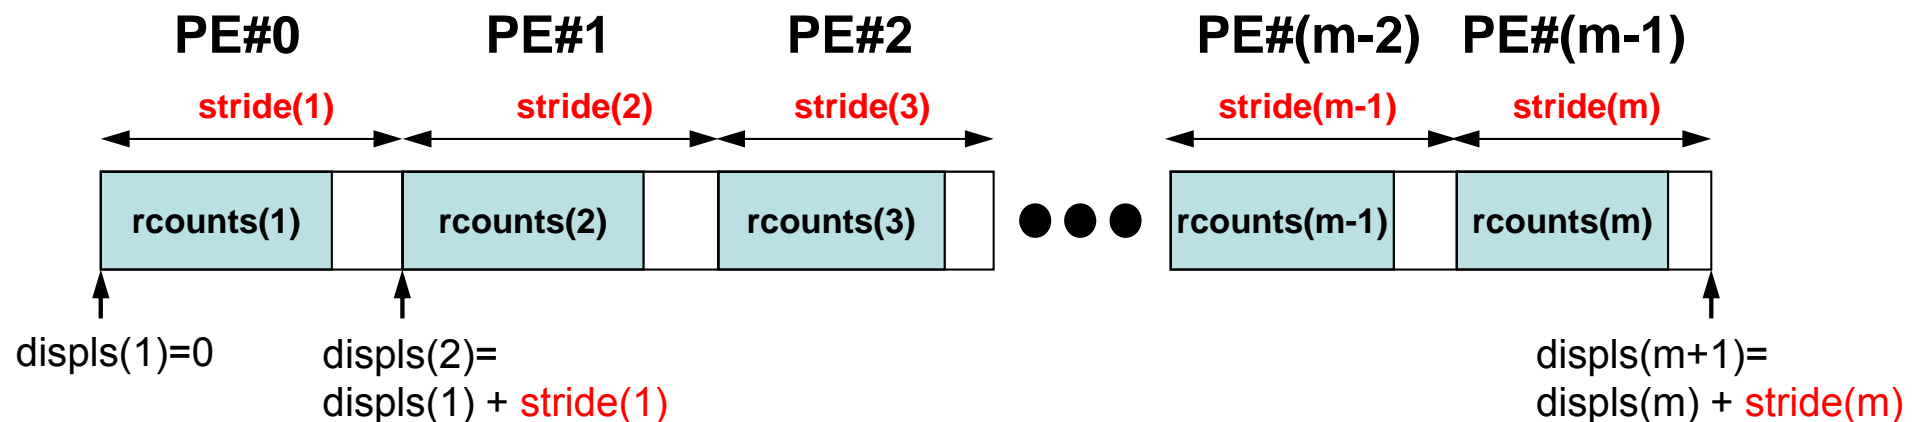 PE#0 PE#1 PE#2 PE#(m-2) PE#(m-1)
stride(1) stride(2) stride(3) stride(m-1) stride(m)
rcounts(1) rcounts(2) rcounts(3) rcounts(m-1) rcounts(m)
displs(1)=0 displs(2)= displs(m+1)=
displs(1) + stride(1) displs(m) + stride(m)